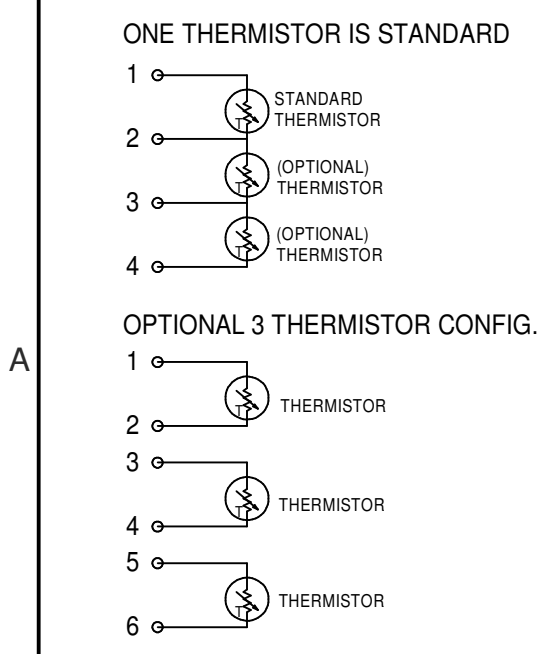 ONE THERMISTOR IS STANDARD
1
STANDARD
THERMISTOR
T
2
(OPTIONAL)
THERMISTOR
T
3
(OPTIONAL)
THERMISTOR
T
4
OPTIONAL 3 THERMISTOR CONFIG.
A
1
THERMISTOR
T
2
3
THERMISTOR
T
4
5
THERMISTOR
T
6